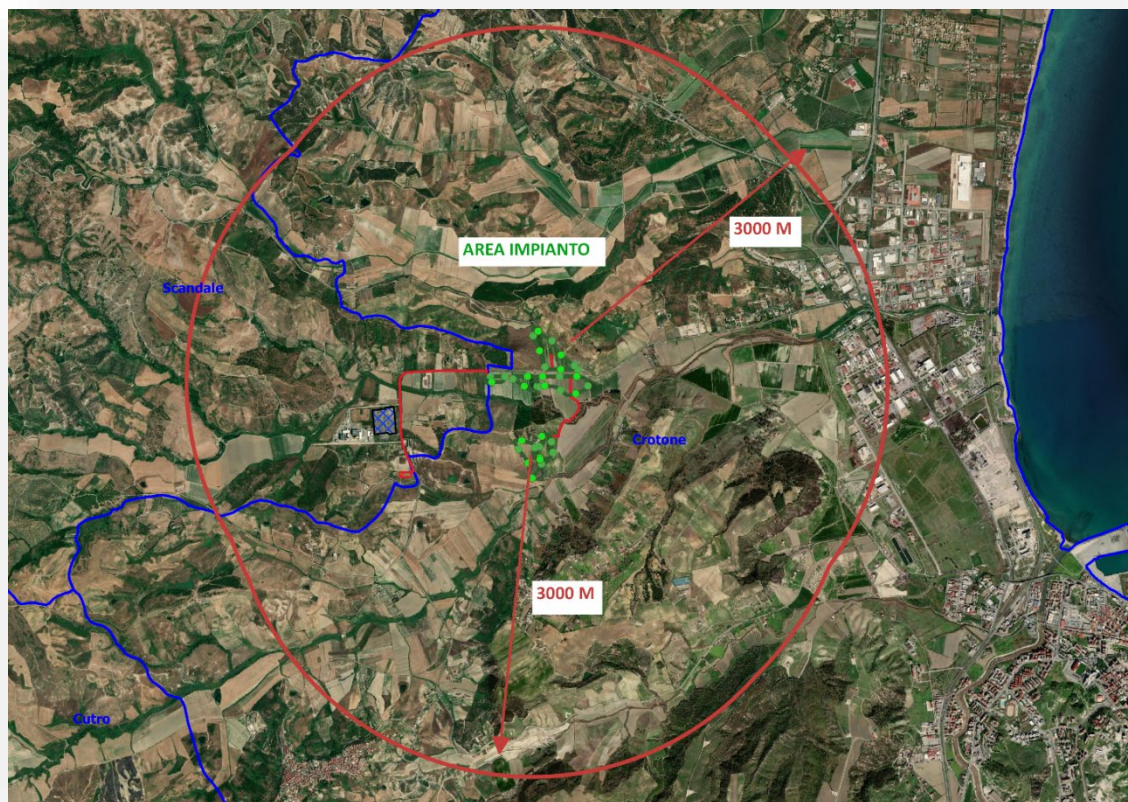 3000 M
AREA IMPIANTO
Scandale
Crotone
3000 M
Cutro